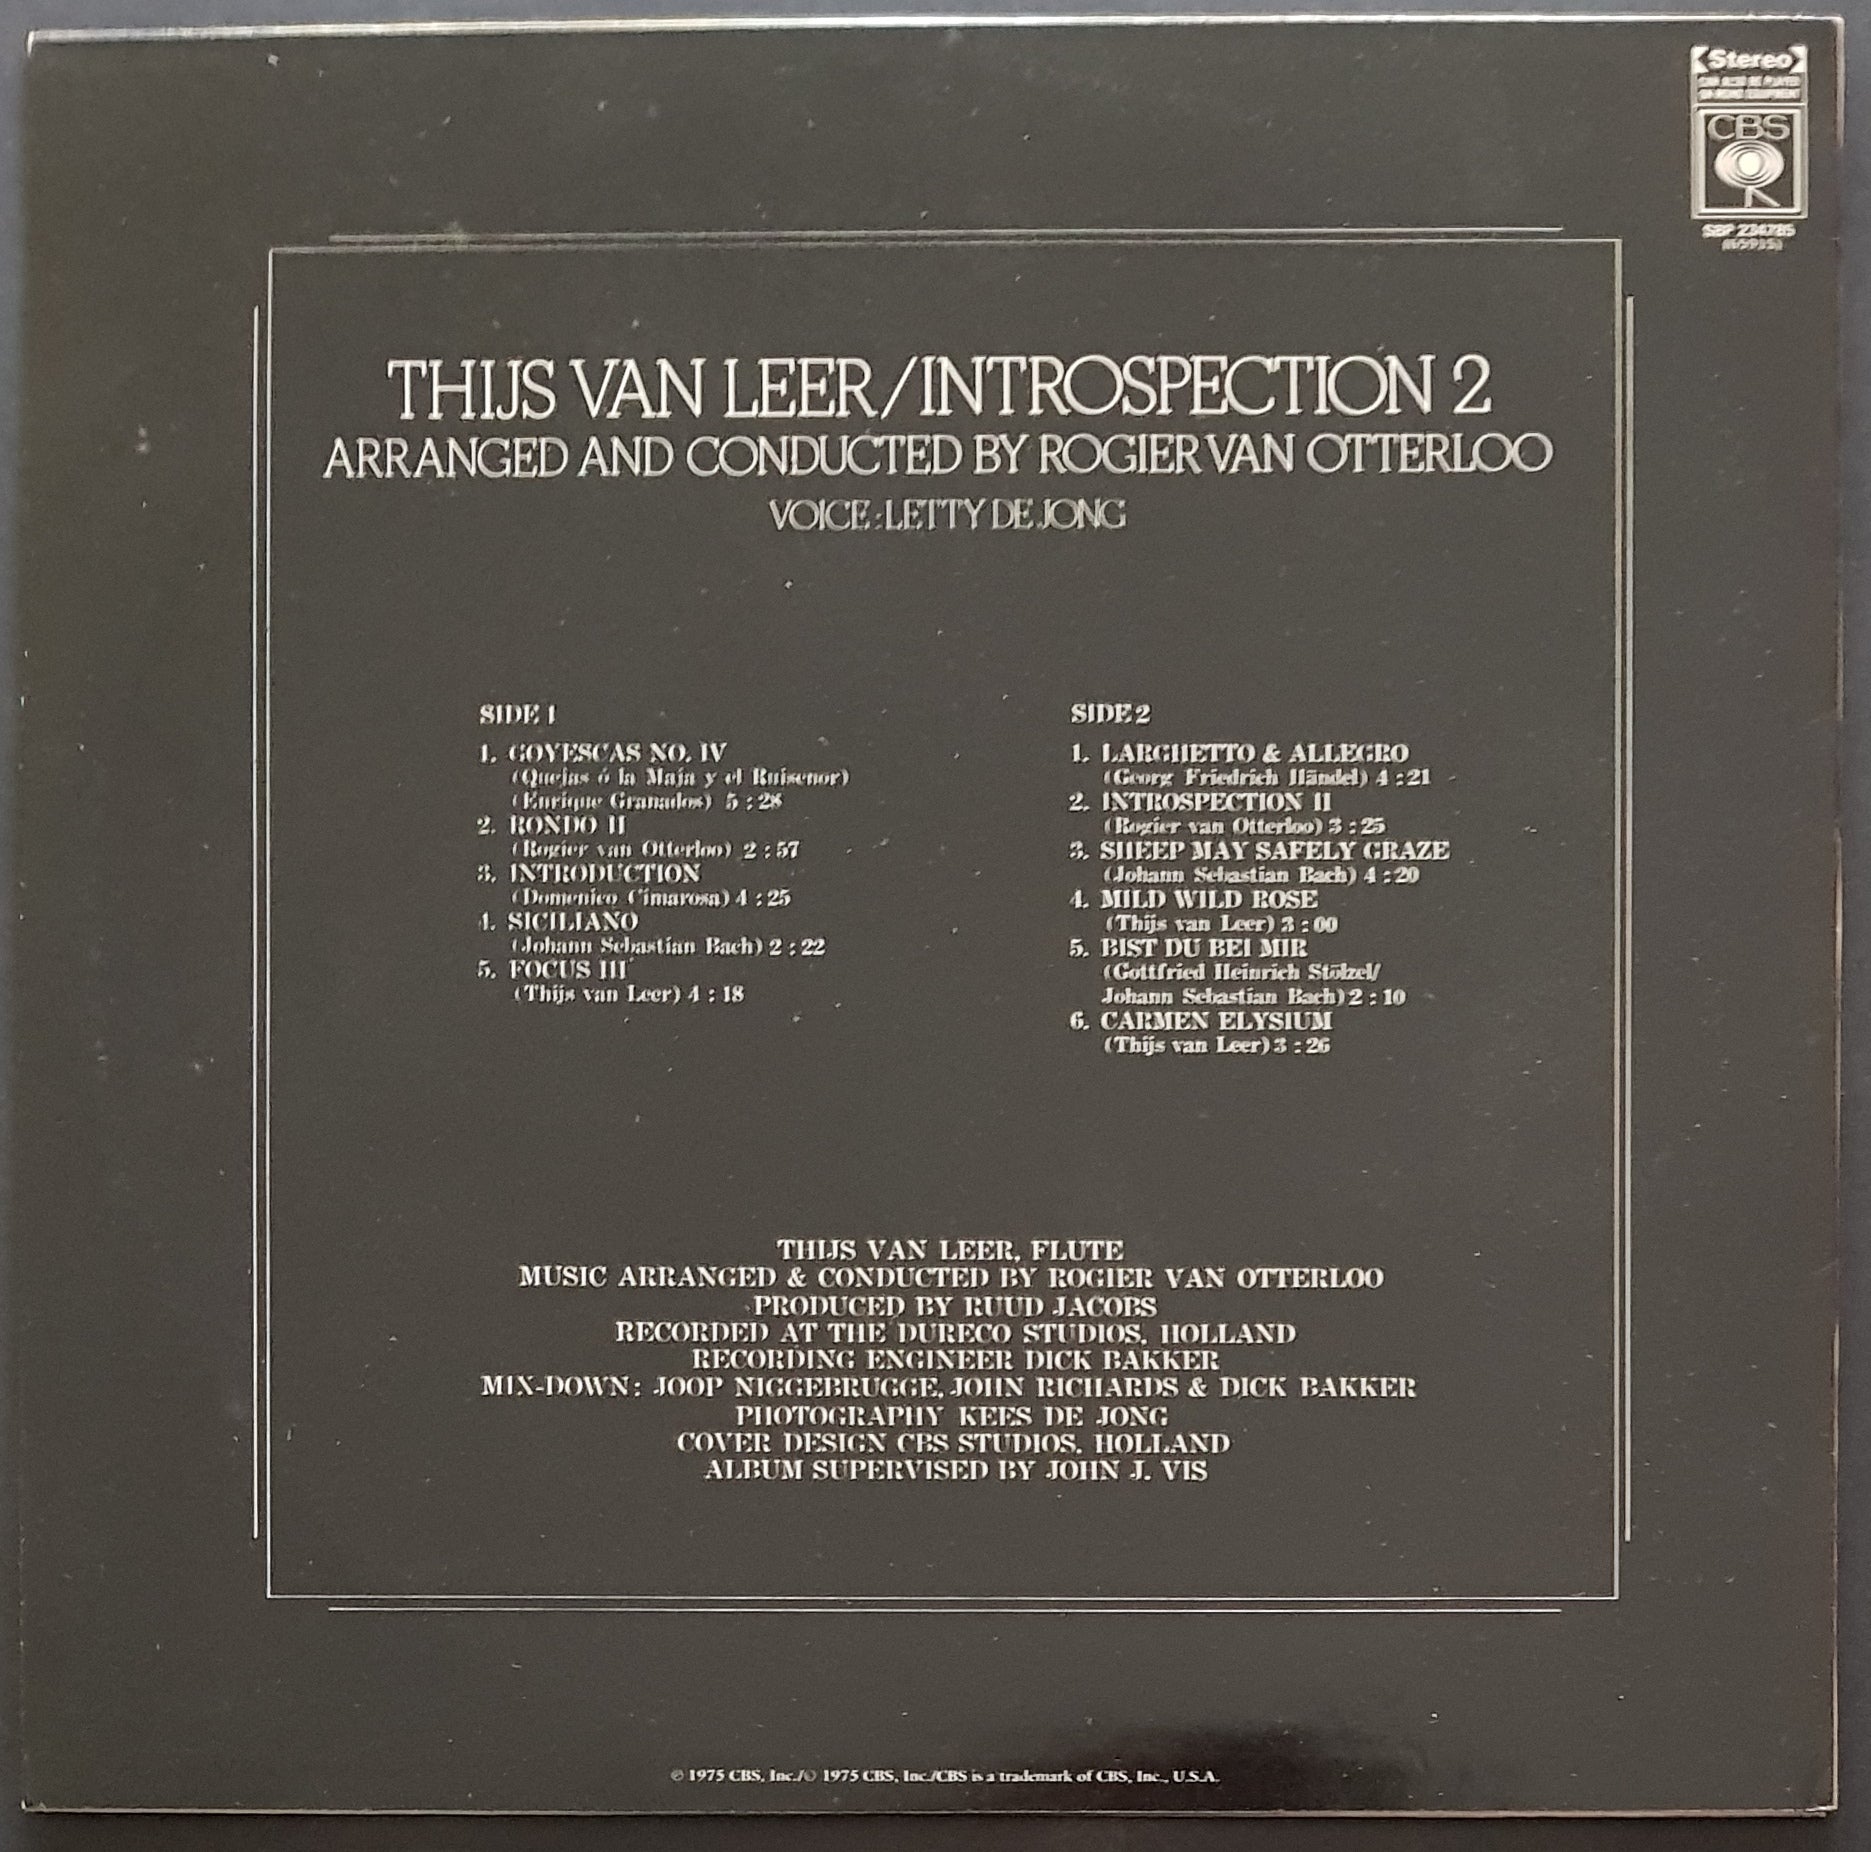 Stereo
CAN ALSO BE PLAYED
ON MONO EQUIPMENT
CBS
SBP 234785
THIJS VAN LEER/INTROSPECTION 2
ARRANGED AND CONDUCTED BY ROGIER VAN OTTERLOO
VOICE: LETTY DE JONG
SIDE 1
1. GOYESCAS NO. IV
(Quejas ó la Maja y el Ruisenor)
(Enrique Granados) 5:28
2. RONDO II
(Rogier van Otterloo) 2:57
3. INTRODUCTION
(Domenico Cimarosa) 4:25
4. SICILIANO
(Johann Sebastian Bach) 2:22
5. FOCUS III
(Thijs van Leer) 4:18
SIDE 2
1. LARGHETTO & ALLEGRO
(Georg Friedrich Händel) 4:21
2. INTROSPECTION II
(Rogier van Otterloo) 3:25
3. SHEEP MAY SAFELY GRAZE
(Johann Sebastian Bach) 4:20
4. MILD WILD ROSE
(Thijs van Leer) 3:00
5. BIST DU BEI MIR
(Gottfried Heinrich Stölzel/
Johann Sebastian Bach) 2:10
6. CARMEN ELYSIUM
(Thijs van Leer) 3:26
THIJS VAN LEER, FLUTE
MUSIC ARRANGED & CONDUCTED BY ROGIER VAN OTTERLOO
PRODUCED BY RUUD JACOBS
RECORDED AT THE DURECO STUDIOS, HOLLAND
RECORDING ENGINEER DICK BAKKER
MIX-DOWN: JOOP NIGGEBRUGGE, JOHN RICHARDS & DICK BAKKER
PHOTOGRAPHY KEES DE JONG
COVER DESIGN CBS STUDIOS, HOLLAND
ALBUM SUPERVISED BY JOHN J. VIS
℗ 1975 CBS, Inc./© 1975 CBS, Inc./CBS is a trademark of CBS, Inc., U.S.A.